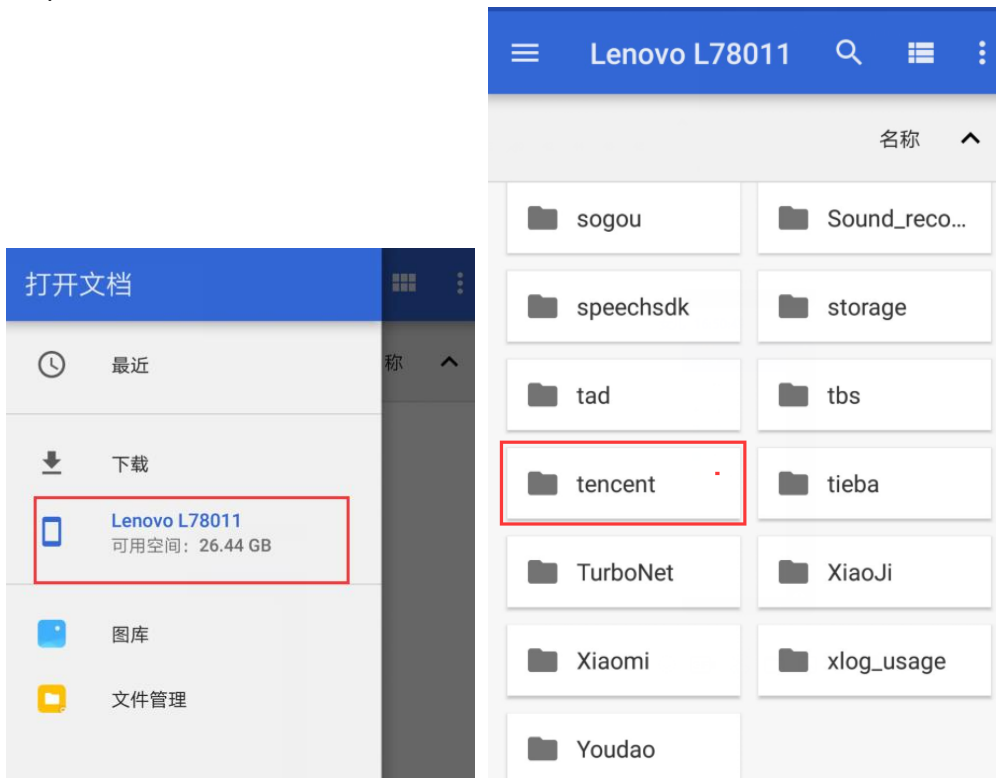 打开文档
称
最近
下载
Lenovo L78011
可用空间：26.44 GB
图库
文件管理
Lenovo L78011
名称
sogou
Sound_reco...
speechsdk
storage
tad
tbs
tencent
tieba
TurboNet
XiaoJi
Xiaomi
xlog_usage
Youdao